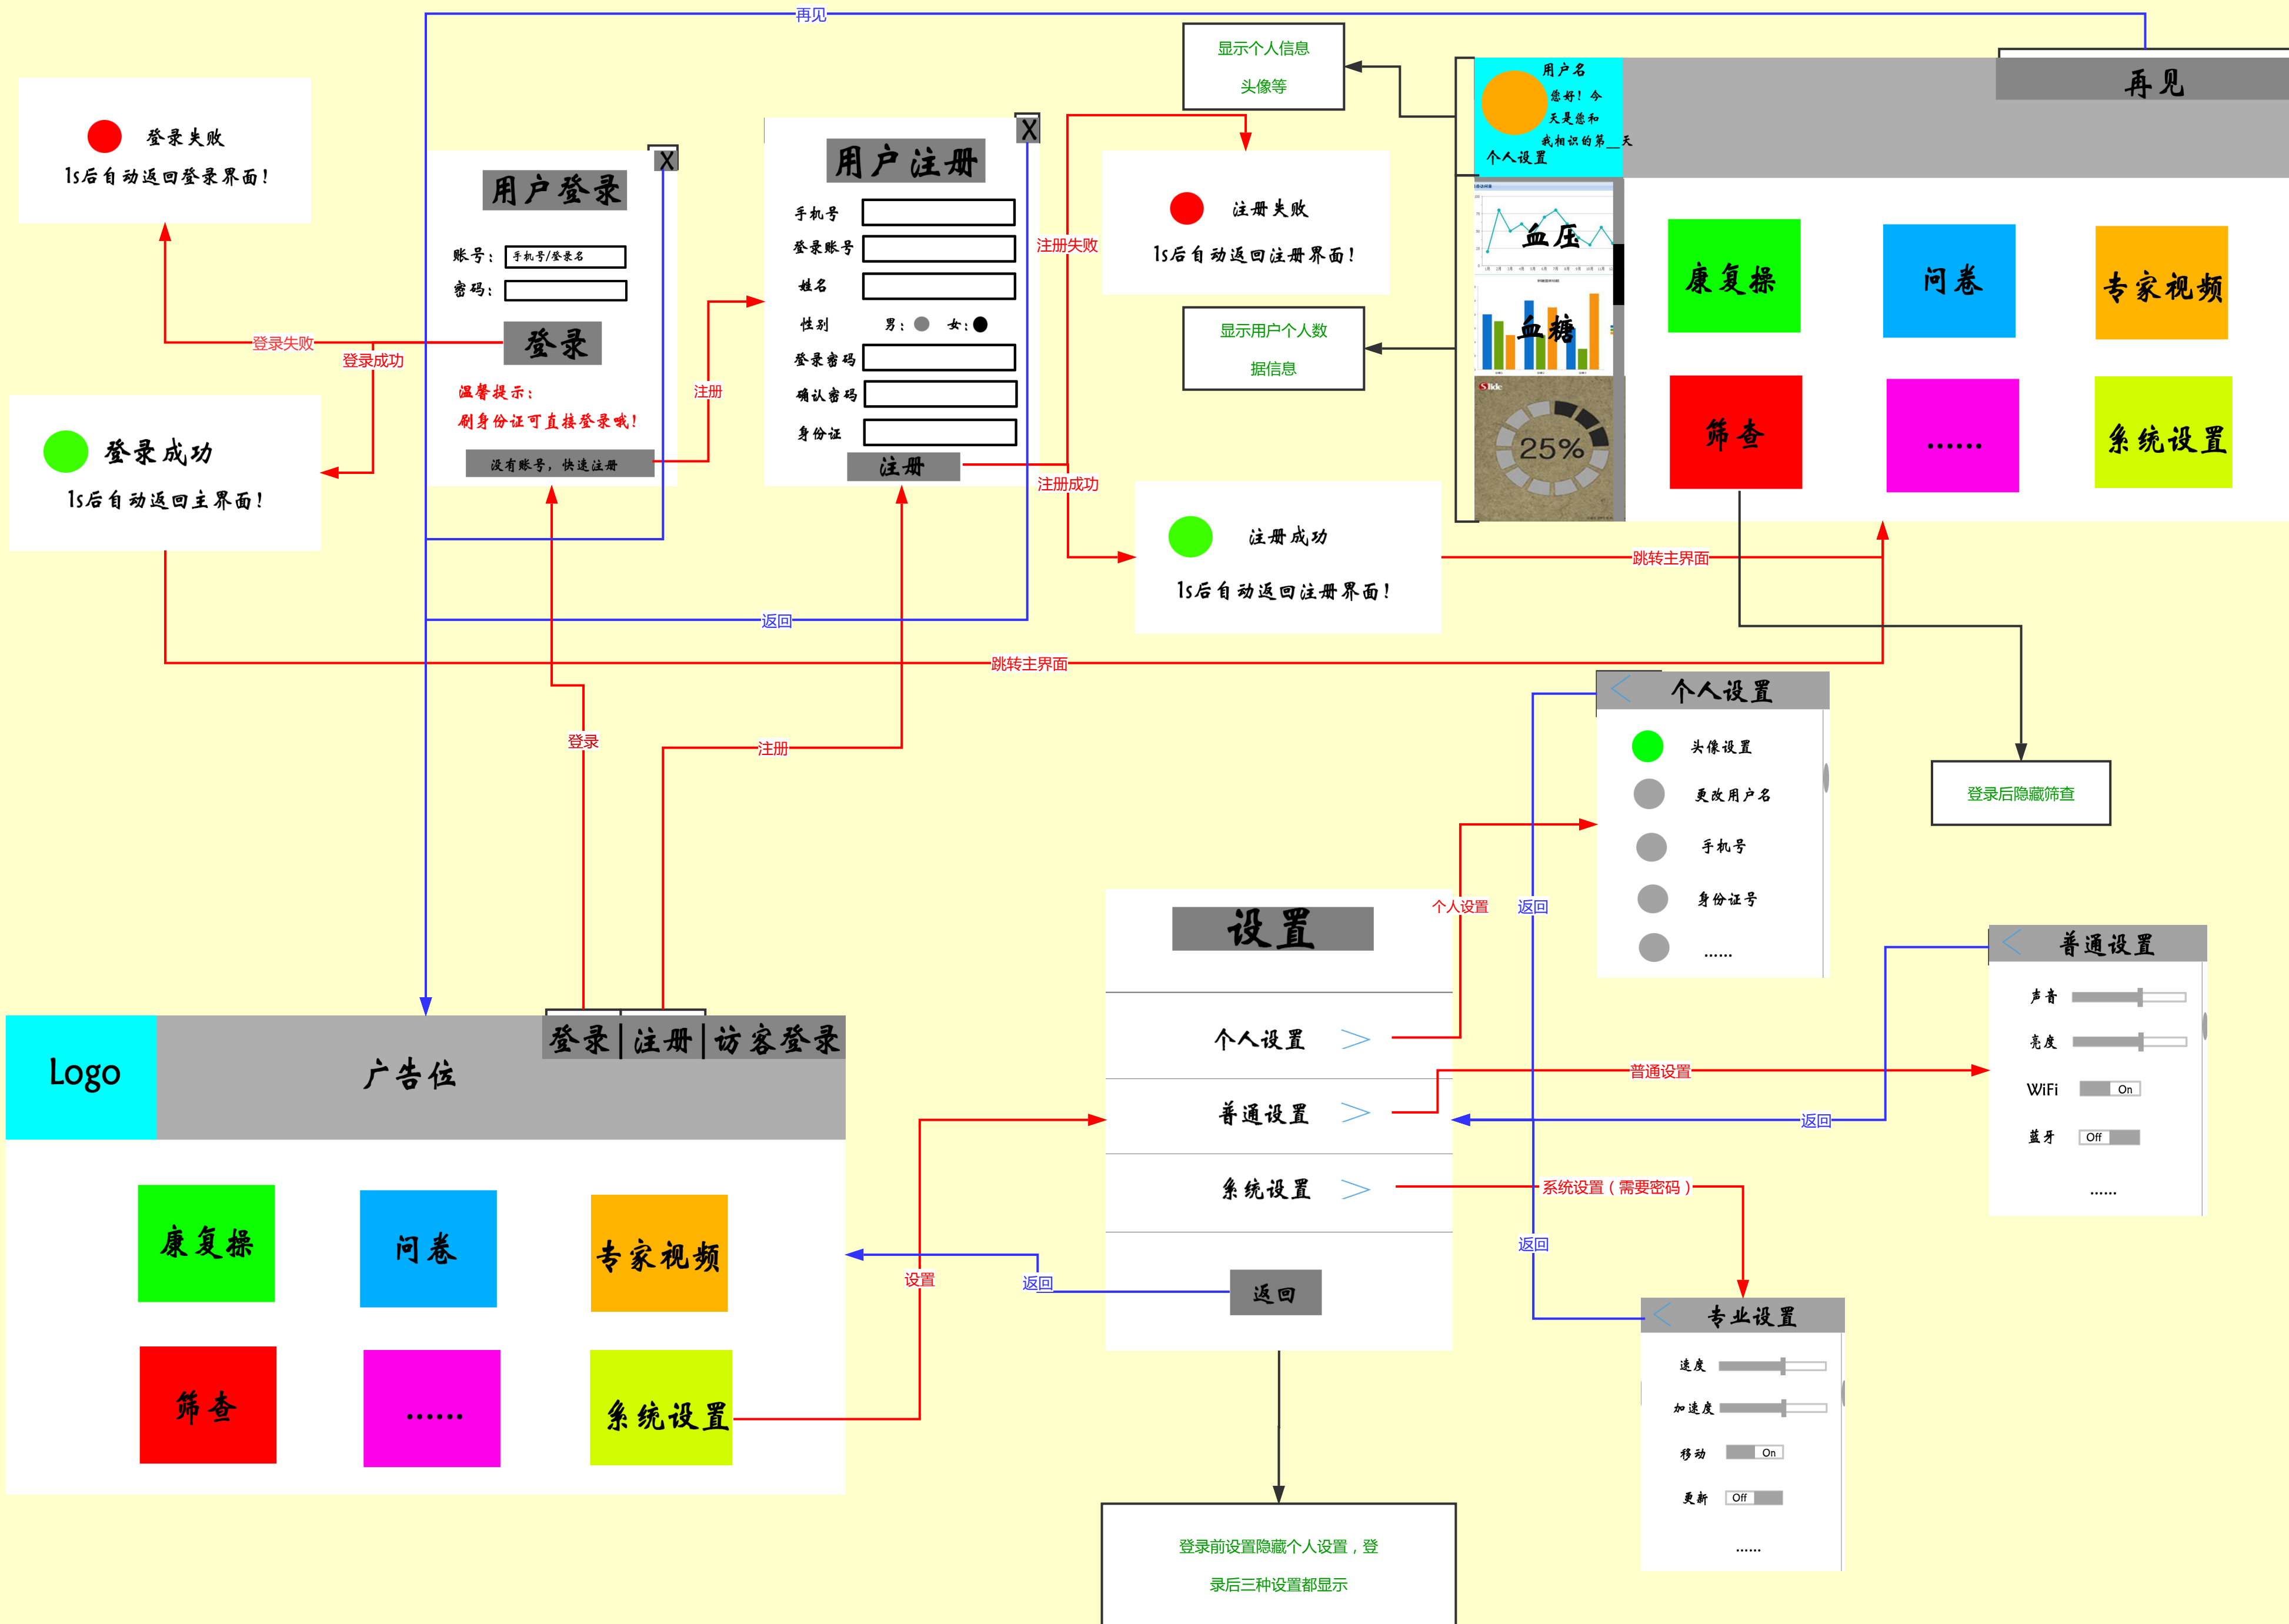 再见
登录失败
1s后自动返回登录界面！
X
用户登录
账号：
手机号/登录名
密码：
登录
温馨提示：
刷身份证可直接登录哦！
没有账号，快速注册
登录失败
登录成功
登录成功
1s后自动返回主界面！
注册
X
用户注册
手机号
登录账号
姓名
性别
男：
女：
登录密码
确认密码
身份证
注册
注册失败
注册失败
1s后自动返回注册界面！
注册成功
注册成功
1s后自动返回注册界面！
显示个人信息
头像等
显示用户个人数
据信息
用户名
您好！今
天是您和
我相识的第__天
个人设置
再见
血压
血糖
Slide
25%
康复操
问卷
专家视频
筛查
……
系统设置
跳转主界面
返回
跳转主界面
登录
注册
登录后隐藏筛查
个人设置
头像设置
更改用户名
手机号
身份证号
……
个人设置
返回
普通设置
声音
亮度
WiFi
On
蓝牙
Off
……
Logo
广告位
登录|注册|访客登录
康复操
问卷
专家视频
筛查
……
系统设置
设置
返回
设置
个人设置
普通设置
系统设置
返回
普通设置
返回
系统设置（需要密码）
返回
专业设置
速度
加速度
移动
On
更新
Off
……
登录前设置隐藏个人设置，登
录后三种设置都显示